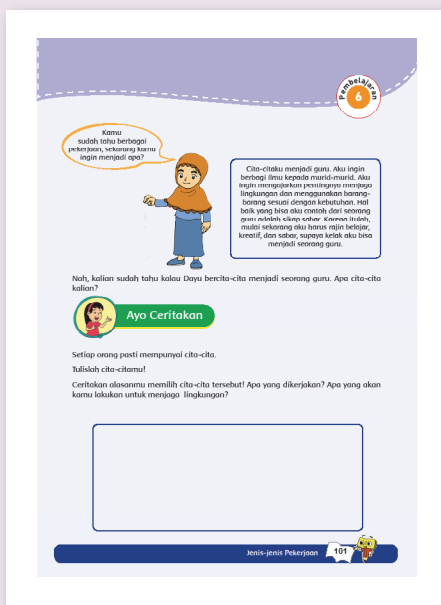 Pembelajaran
6
Kamu
sudah tahu berbagai
pekerjaan, sekarang kamu
ingin menjadi apa?
Cita-citaku menjadi guru. Aku ingin
berbagi ilmu kepada murid-murid. Aku
ingin mengajarkan pentingnya menjaga
lingkungan dan menggunakan barang-
barang sesuai dengan kebutuhan. Hal
baik yang bisa aku contoh dari seorang
guru adalah sikap sabar. Karena itulah,
mulai sekarang aku harus rajin belajar,
kreatif, dan sabar, supaya kelak aku bisa
menjadi seorang guru.
Nah, kalian sudah tahu kalau Dayu bercita-cita menjadi seorang guru. Apa cita-cita
kalian?
Ayo Ceritakan
Setiap orang pasti mempunyai cita-cita.
Tulislah cita-citamu!
Ceritakan alasanmu memilih cita-cita tersebut! Apa yang dikerjakan? Apa yang akan
kamu lakukan untuk menjaga lingkungan?
Jenis-jenis Pekerjaan
101